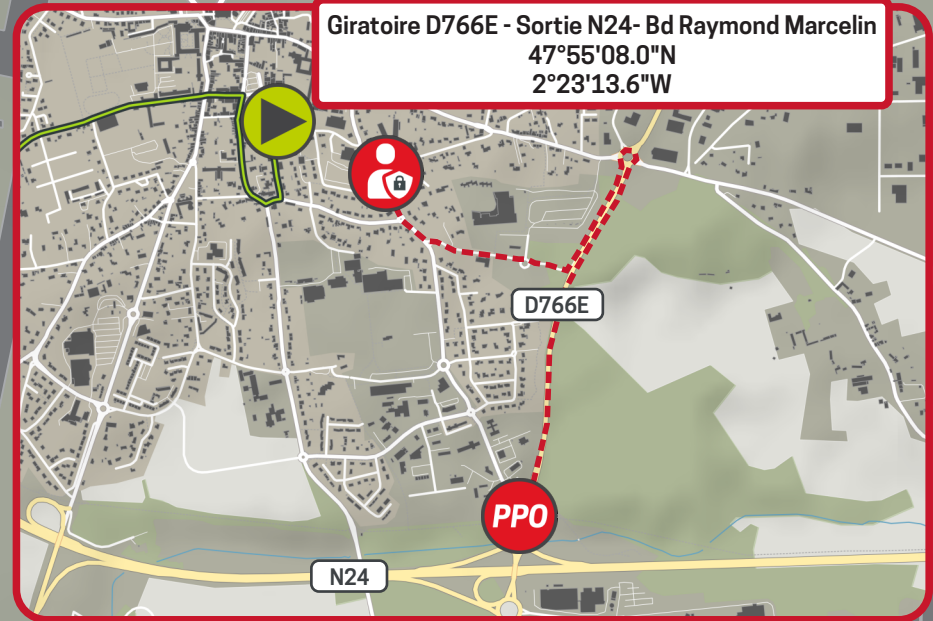 Giratoire D766E - Sortie N24- Bd Raymond Marcelin
47°55'08.0"N
2°23'13.6"W
D766E
PPO
N24